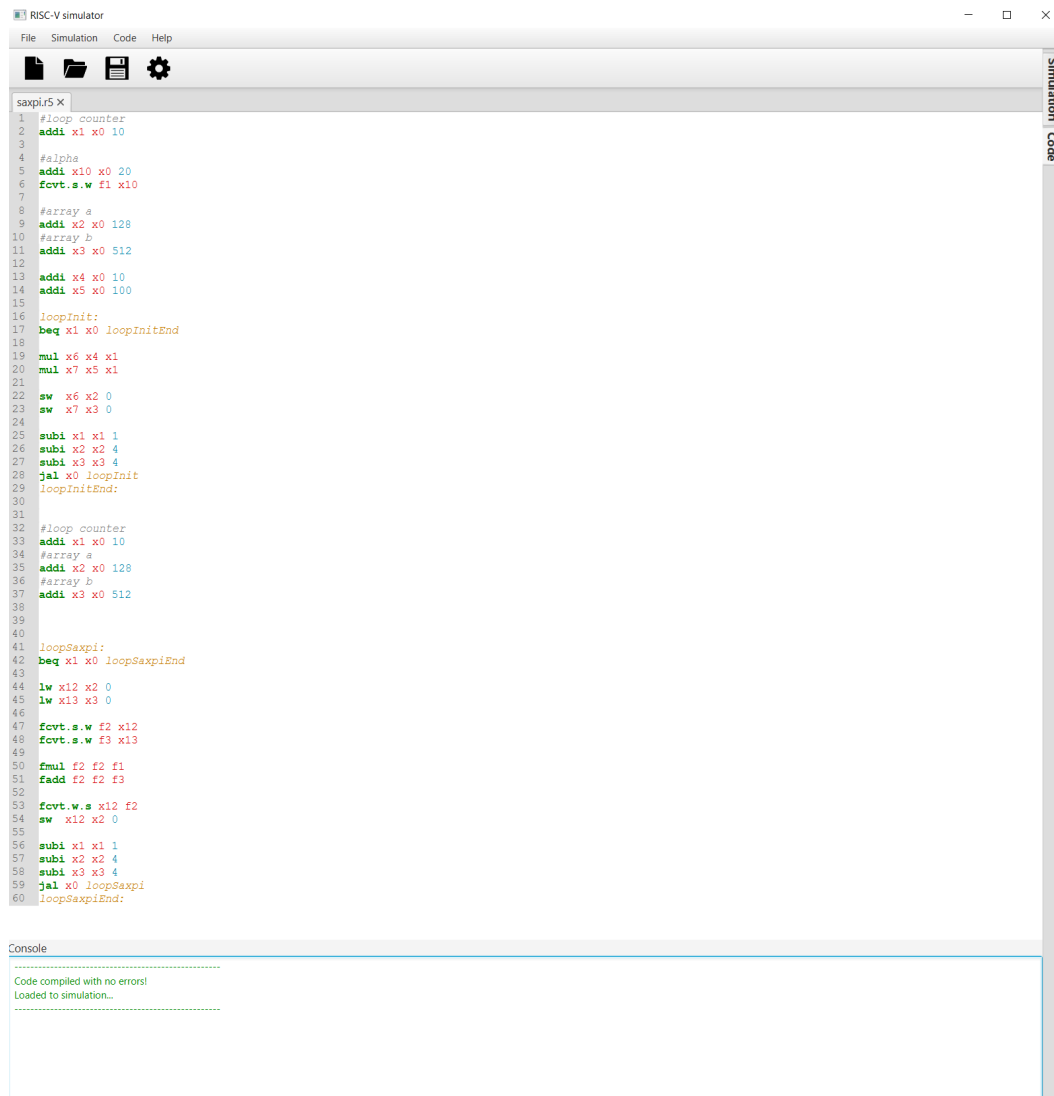 RISC-V simulator
File Simulation Code Help
saxpi.r5
1 #loop counter
2 addi x1 x0 10
3
4 #alpha
5 addi x10 x0 20
6 fcvt.s.w f1 x10
7
8 #array a
9 addi x2 x0 128
10 #array b
11 addi x3 x0 512
12
13 addi x4 x0 10
14 addi x5 x0 100
15
16 loopInit:
17 beq x1 x0 loopInitEnd
18
19 mul x6 x4 x1
20 mul x7 x5 x1
21
22 sw  x6 x2 0
23 sw  x7 x3 0
24
25 subi x1 x1 1
26 subi x2 x2 4
27 subi x3 x3 4
28 jal x0 loopInit
29 loopInitEnd:
30
31
32 #loop counter
33 addi x1 x0 10
34 #array a
35 addi x2 x0 128
36 #array b
37 addi x3 x0 512
38
39
40
41 loopSaxpi:
42 beq x1 x0 loopSaxpiEnd
43
44 lw x12 x2 0
45 lw x13 x3 0
46
47 fcvt.s.w f2 x12
48 fcvt.s.w f3 x13
49
50 fmul f2 f2 f1
51 fadd f2 f2 f3
52
53 fcvt.w.s x12 f2
54 sw  x12 x2 0
55
56 subi x1 x1 1
57 subi x2 x2 4
58 subi x3 x3 4
59 jal x0 loopSaxpi
60 loopSaxpiEnd:
Simulation
Code
Console
----------------------------------------------------
Code compiled with no errors!
Loaded to simulation...
----------------------------------------------------